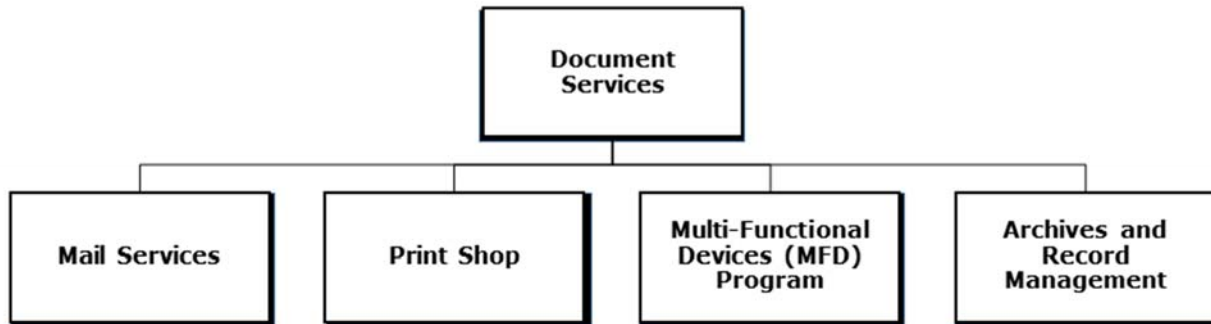 Document
Services
Mail Services
Print Shop
Multi-Functional
Devices (MFD)
Program
Archives and
Record
Management